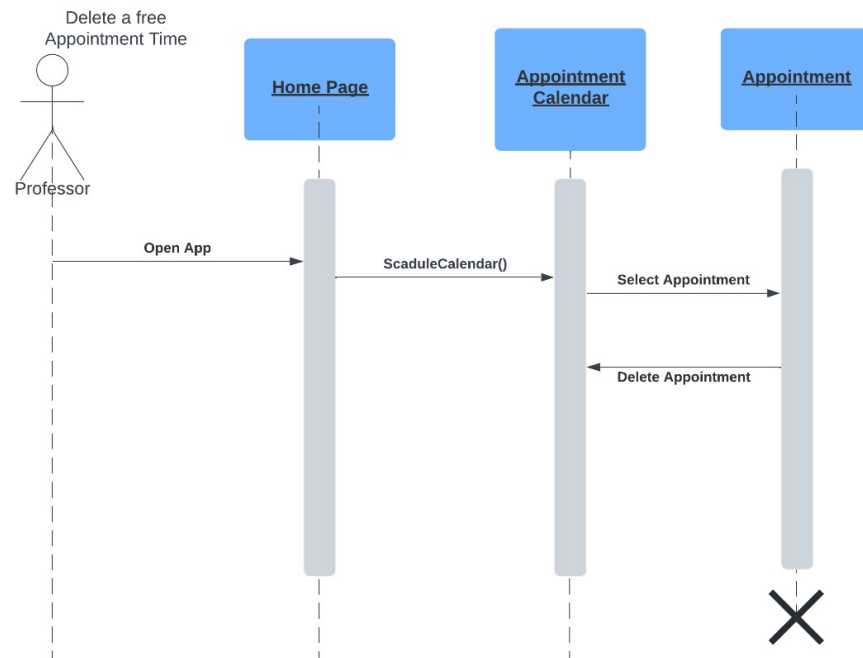 Delete a free
Appointment Time
Home Page
Appointment
Calendar
Appointment
Professor
Open App
ScaduleCalendar()
Select Appointment
Delete Appointment